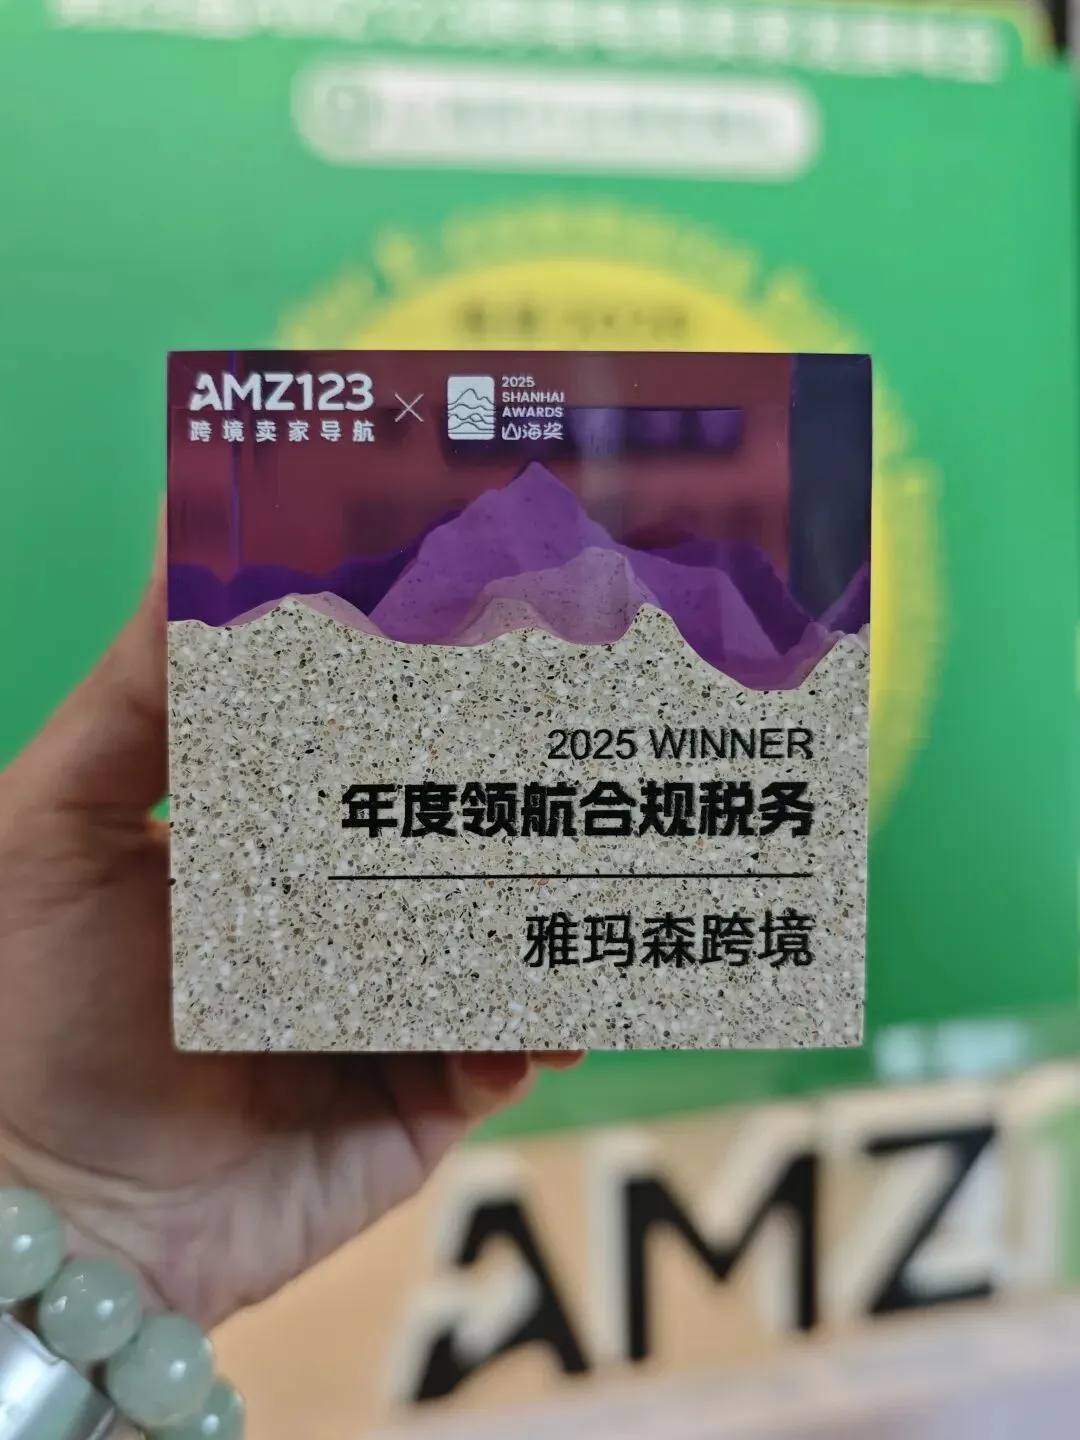 AMZ123
跨境卖家导航
×
2025
SHANHAI
AWARDS
山海奖
2025 WINNER
年度领航合规税务
雅玛森跨境
AMZ